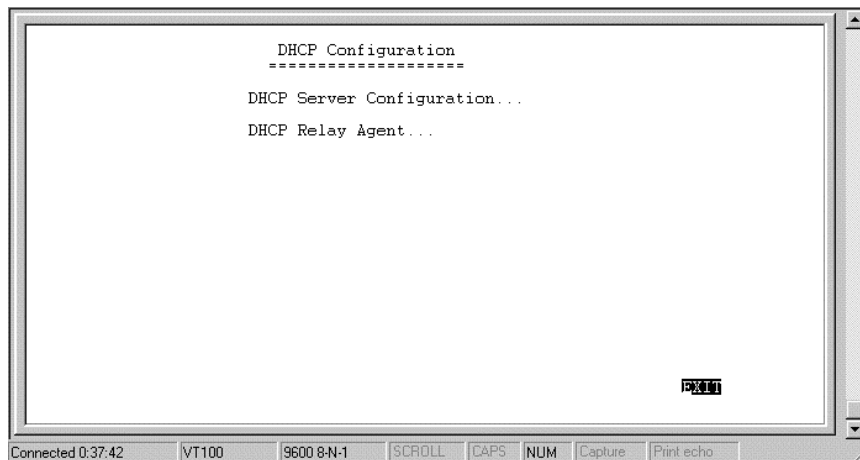 DHCP Configuration
=====================
DHCP Server Configuration...
DHCP Relay Agent...
EXIT
Connected 0:37:42 VT100 9600 8-N-1 SCROLL CAPS NUM Capture Print echo